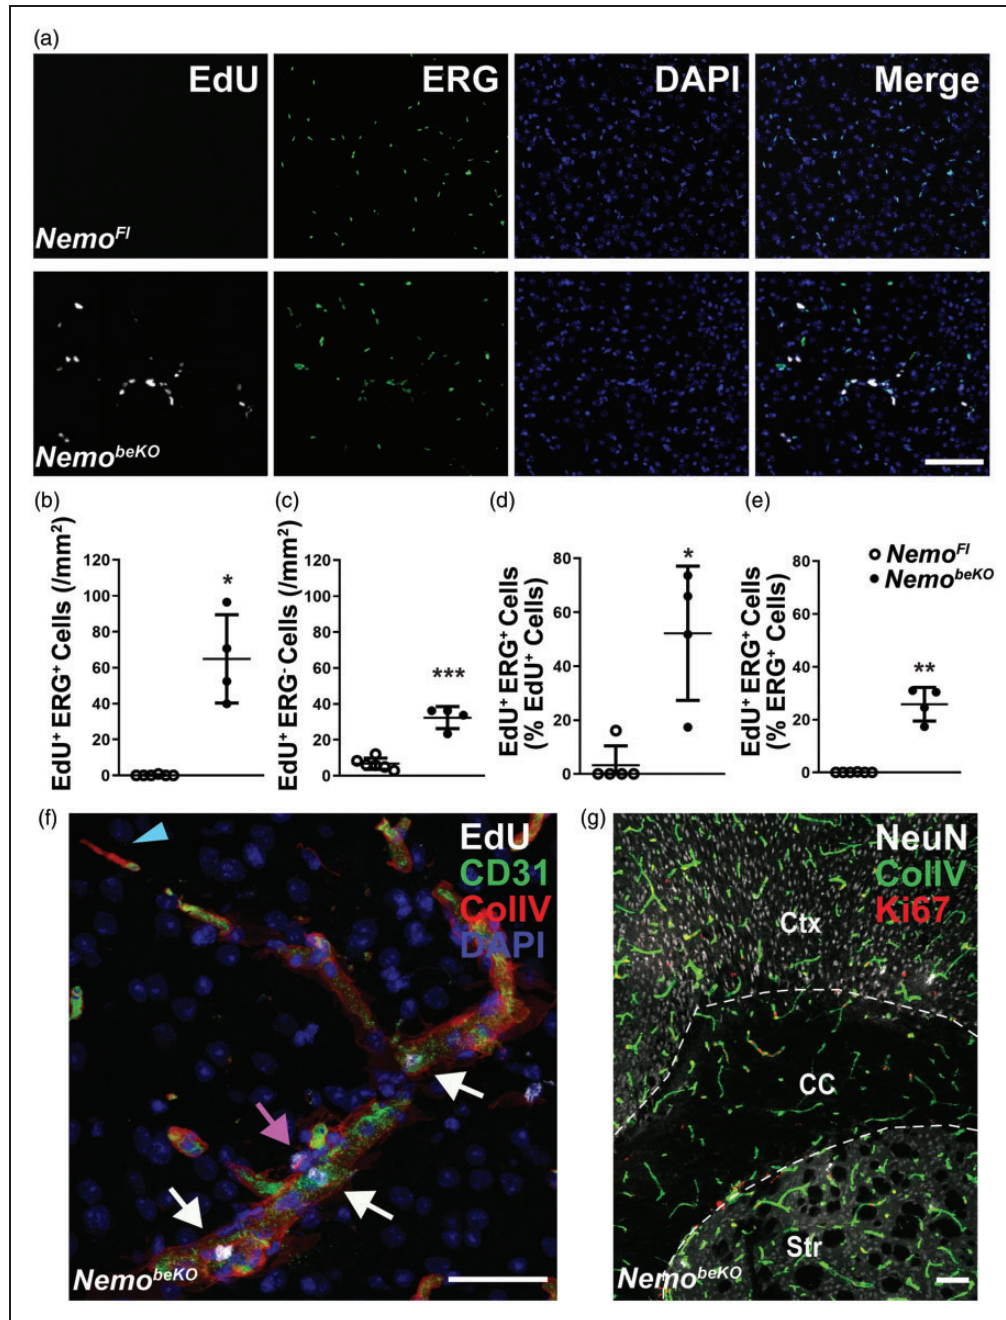 (a)
EdU ERG DAPI Merge
Nemo^Fl
Nemo^beKO
(b) (c) (d) (e)
EdU⁺ ERG⁺ Cells (/mm²)
120
100
80
60
40
20
0
*
EdU⁺ ERG⁻ Cells (/mm²)
120
100
80
60
40
20
0
***
EdU⁺ ERG⁺ Cells
(% EdU⁺ Cells)
80
60
40
20
0
*
EdU⁺ ERG⁺ Cells
(% ERG⁺ Cells)
80
60
40
20
0
**
Nemo^Fl
Nemo^beKO
(f)
EdU
CD31
CollV
DAPI
Nemo^beKO
(g)
NeuN
CollV
Ki67
Ctx
CC
Str
Nemo^beKO